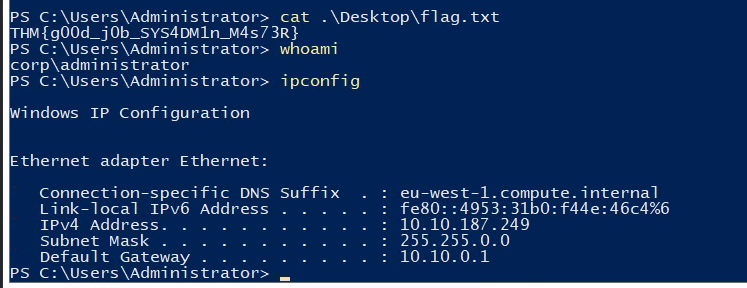 PS C:\Users\Administrator> cat .\Desktop\flag.txt
THM{g00d_j0b_SYS4DM1n_M4s73R}
PS C:\Users\Administrator> whoami
corp\administrator
PS C:\Users\Administrator> ipconfig
Windows IP Configuration
Ethernet adapter Ethernet:
Connection-specific DNS Suffix  . : eu-west-1.compute.internal
Link-local IPv6 Address . . . . . : fe80::4953:31b0:f44e:46c4%6
IPv4 Address. . . . . . . . . . . : 10.10.187.249
Subnet Mask . . . . . . . . . . . : 255.255.0.0
Default Gateway . . . . . . . . . : 10.10.0.1
PS C:\Users\Administrator>